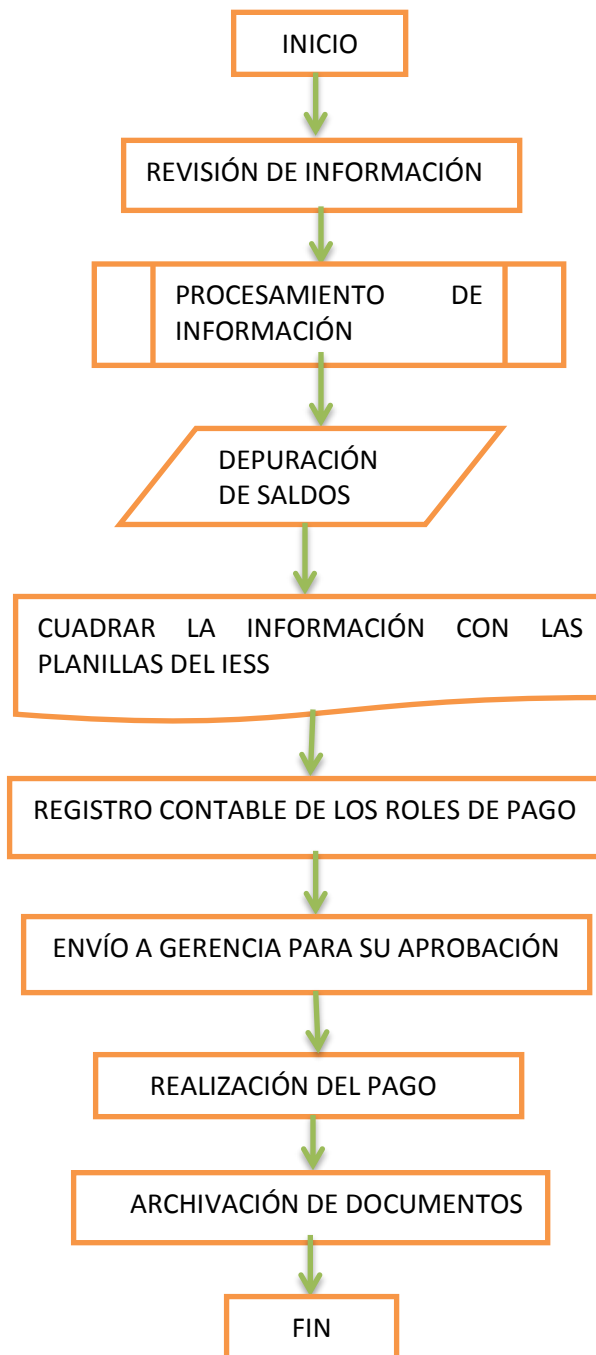 INICIO
REVISIÓN DE INFORMACIÓN
PROCESAMIENTO DE
INFORMACIÓN
DEPURACIÓN
DE SALDOS
CUADRAR LA INFORMACIÓN CON LAS
PLANILLAS DEL IESS
REGISTRO CONTABLE DE LOS ROLES DE PAGO
ENVÍO A GERENCIA PARA SU APROBACIÓN
REALIZACIÓN DEL PAGO
ARCHIVACIÓN DE DOCUMENTOS
FIN